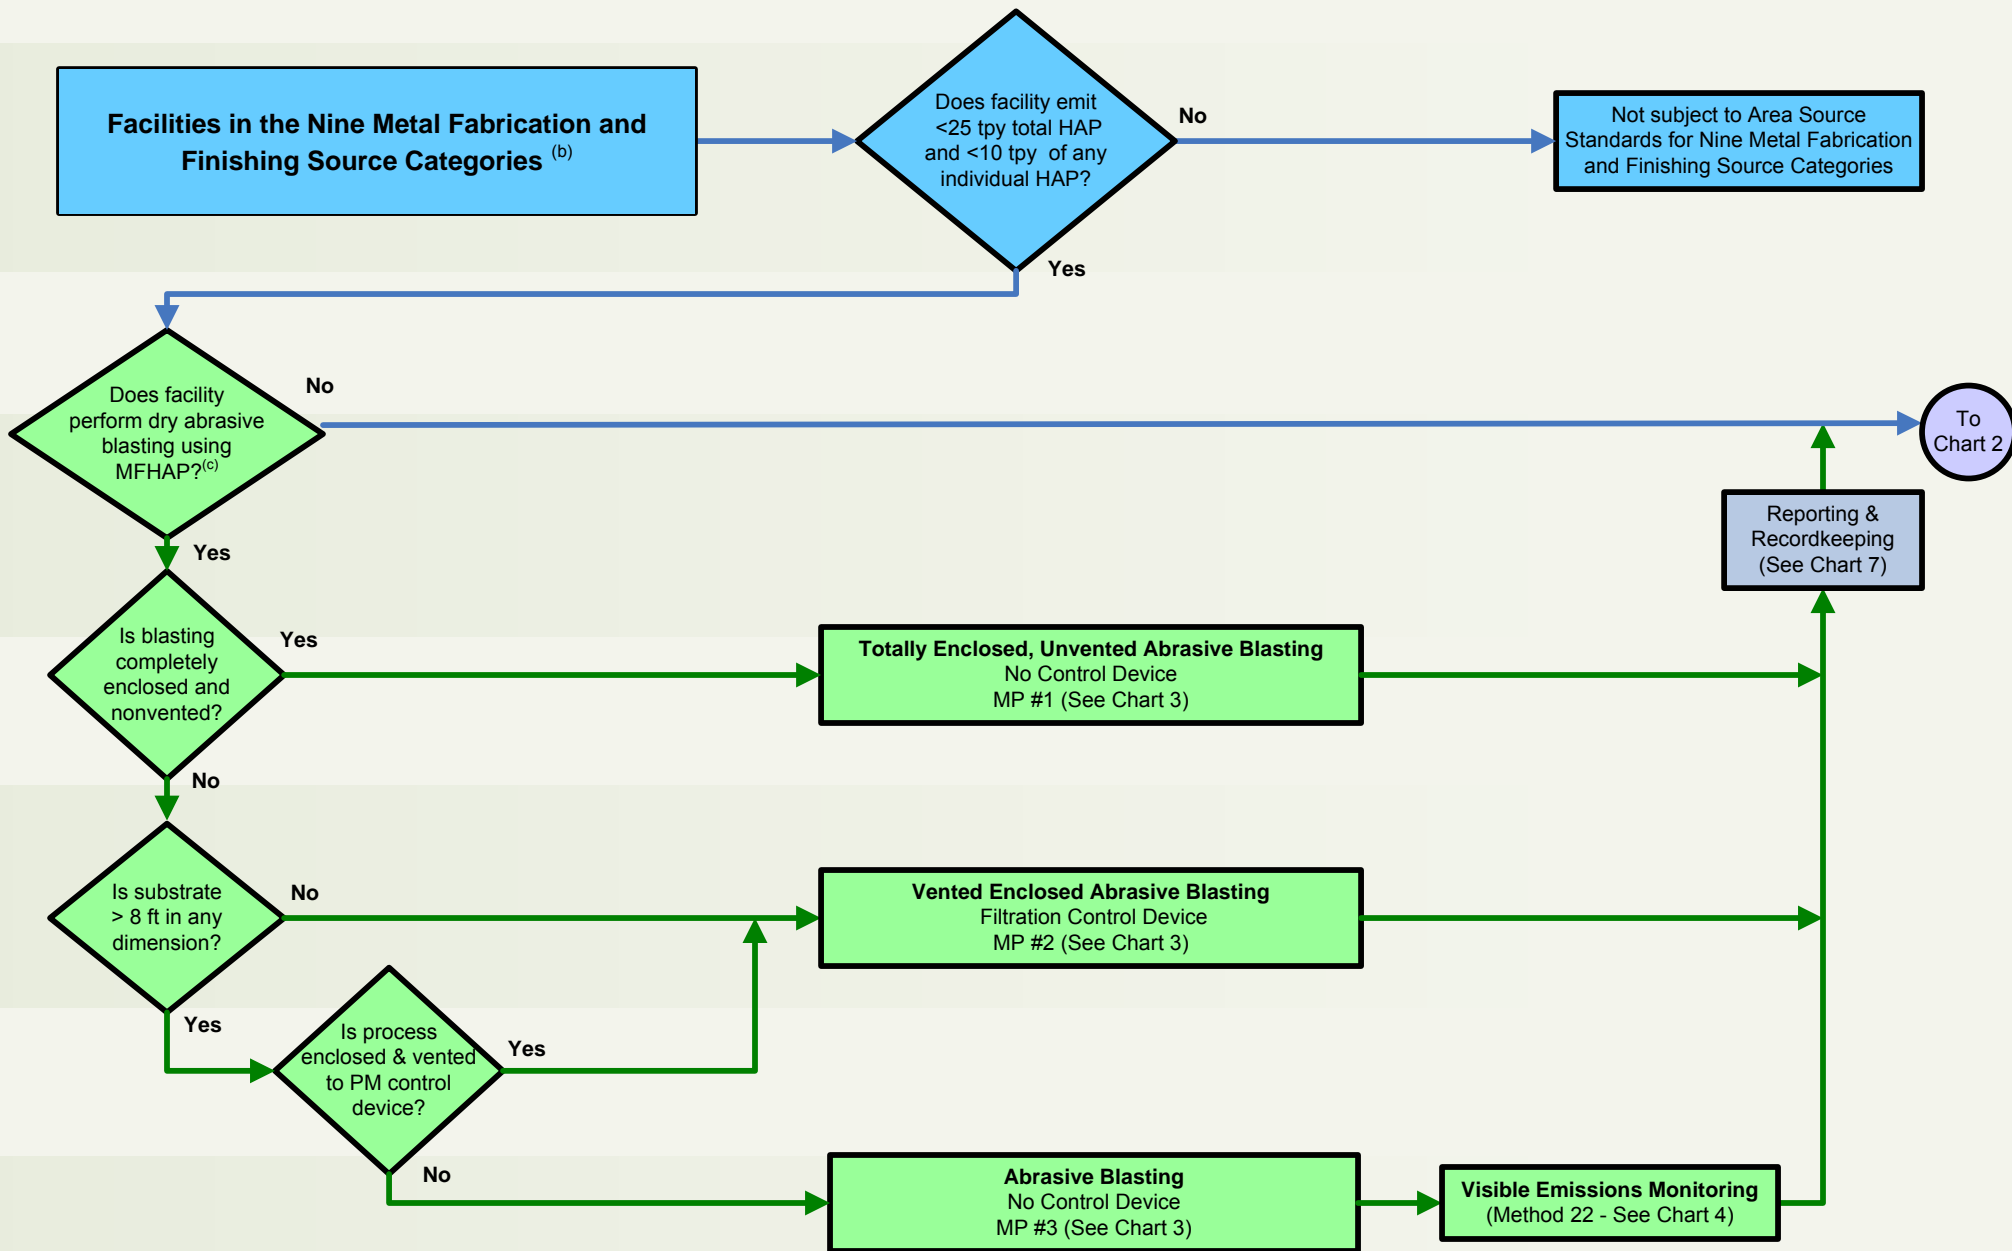 Facilities in the Nine Metal Fabrication and
Finishing Source Categories (b)
Does facility emit
<25 tpy total HAP
and <10 tpy of any
individual HAP?
No
Not subject to Area Source
Standards for Nine Metal Fabrication
and Finishing Source Categories
Yes
Does facility
perform dry abrasive
blasting using
MFHAP?(c)
No
To
Chart 2
Reporting &
Recordkeeping
(See Chart 7)
Yes
Is blasting
completely
enclosed and
nonvented?
Yes
Totally Enclosed, Unvented Abrasive Blasting
No Control Device
MP #1 (See Chart 3)
No
Is substrate
> 8 ft in any
dimension?
No
Vented Enclosed Abrasive Blasting
Filtration Control Device
MP #2 (See Chart 3)
Yes
Is process
enclosed & vented
to PM control
device?
Yes
No
Abrasive Blasting
No Control Device
MP #3 (See Chart 3)
Visible Emissions Monitoring
(Method 22 - See Chart 4)